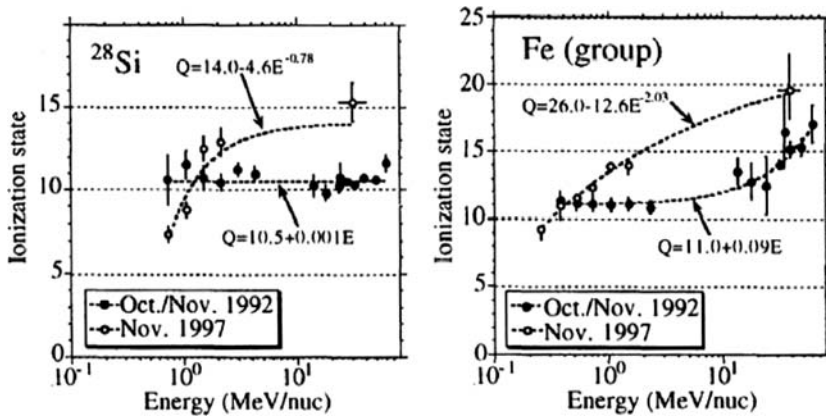 ²⁸Si
Q=14.0-4.6E⁻⁰·⁷⁸
Q=10.5+0.001E
Oct./Nov. 1992
Nov. 1997
Ionization state
20
15
10
5
0
10⁻¹
10⁰
10¹
Energy (MeV/nuc)
Fe (group)
Q=26.0-12.6E⁻²·⁰³
Q=11.0+0.09E
Oct./Nov. 1992
Nov. 1997
Ionization state
25
20
15
10
5
0
10⁻¹
10⁰
10¹
Energy (MeV/nuc)